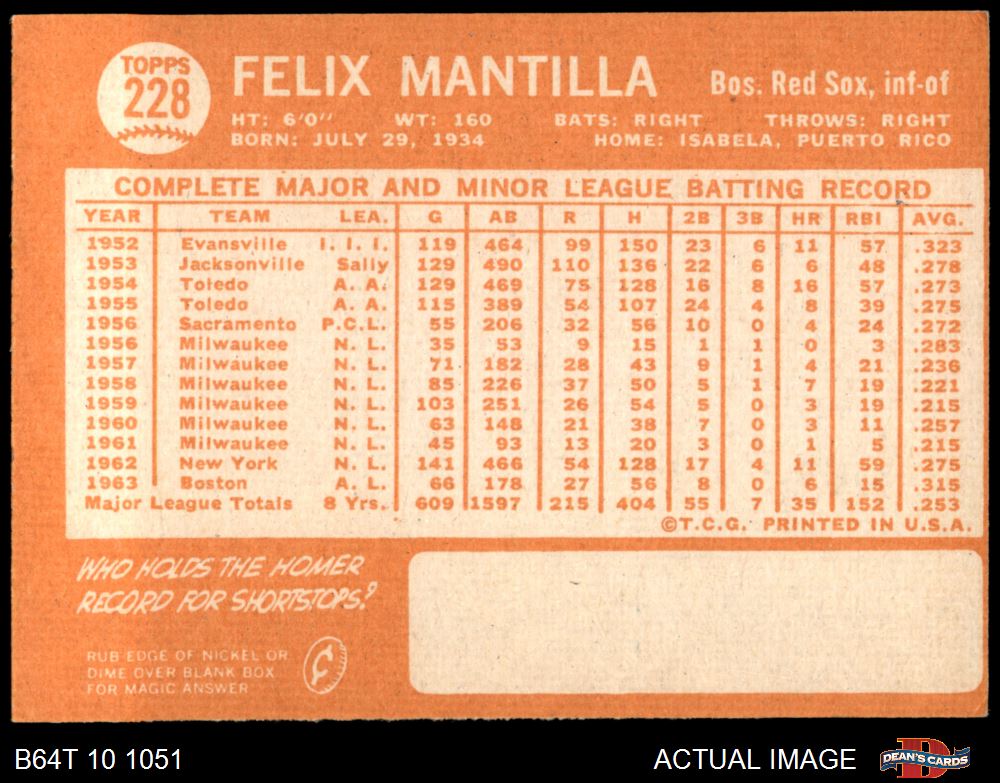 TOPPS
228
FELIX MANTILLA Bos. Red Sox, inf-of
HT: 6'0'' WT: 160 BATS: RIGHT THROWS: RIGHT
BORN: JULY 29, 1934 HOME: ISABELA, PUERTO RICO
COMPLETE MAJOR AND MINOR LEAGUE BATTING RECORD
YEAR TEAM LEA. G AB R H 2B 3B HR RBI AVG.
1952 Evansville I. I. I. 119 464 99 150 23 6 11 57 .323
1953 Jacksonville Sally 129 490 110 136 22 6 6 48 .278
1954 Toledo A. A. 129 469 75 128 16 8 16 57 .273
1955 Toledo A. A. 115 389 54 107 24 4 8 39 .275
1956 Sacramento P.C.L. 55 206 32 56 10 0 4 24 .272
1956 Milwaukee N. L. 35 53 9 15 1 1 0 3 .283
1957 Milwaukee N. L. 71 182 28 43 9 1 4 21 .236
1958 Milwaukee N. L. 85 226 37 50 5 1 7 19 .221
1959 Milwaukee N. L. 103 251 26 54 5 0 3 19 .215
1960 Milwaukee N. L. 63 148 21 38 7 0 3 11 .257
1961 Milwaukee N. L. 45 93 13 20 3 0 1 5 .215
1962 New York N. L. 141 466 54 128 17 4 11 59 .275
1963 Boston A. L. 66 178 27 56 8 0 6 15 .315
Major League Totals 8 Yrs. 609 1597 215 404 55 7 35 152 .253
©T.C.G. PRINTED IN U.S.A.
WHO HOLDS THE HOMER
RECORD FOR SHORTSTOPS?
RUB EDGE OF NICKEL OR
DIME OVER BLANK BOX
FOR MAGIC ANSWER
B64T 10 1051 ACTUAL IMAGE DEAN'S CARDS